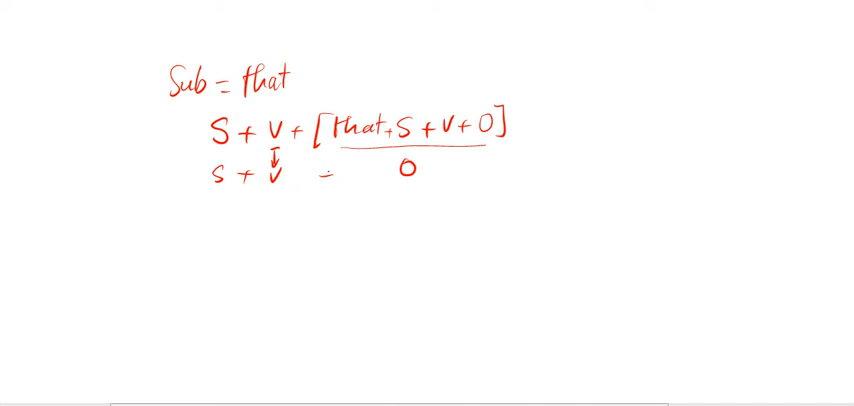 Sub = that
S + V + [that + S + V + O]
S + V ÷ O